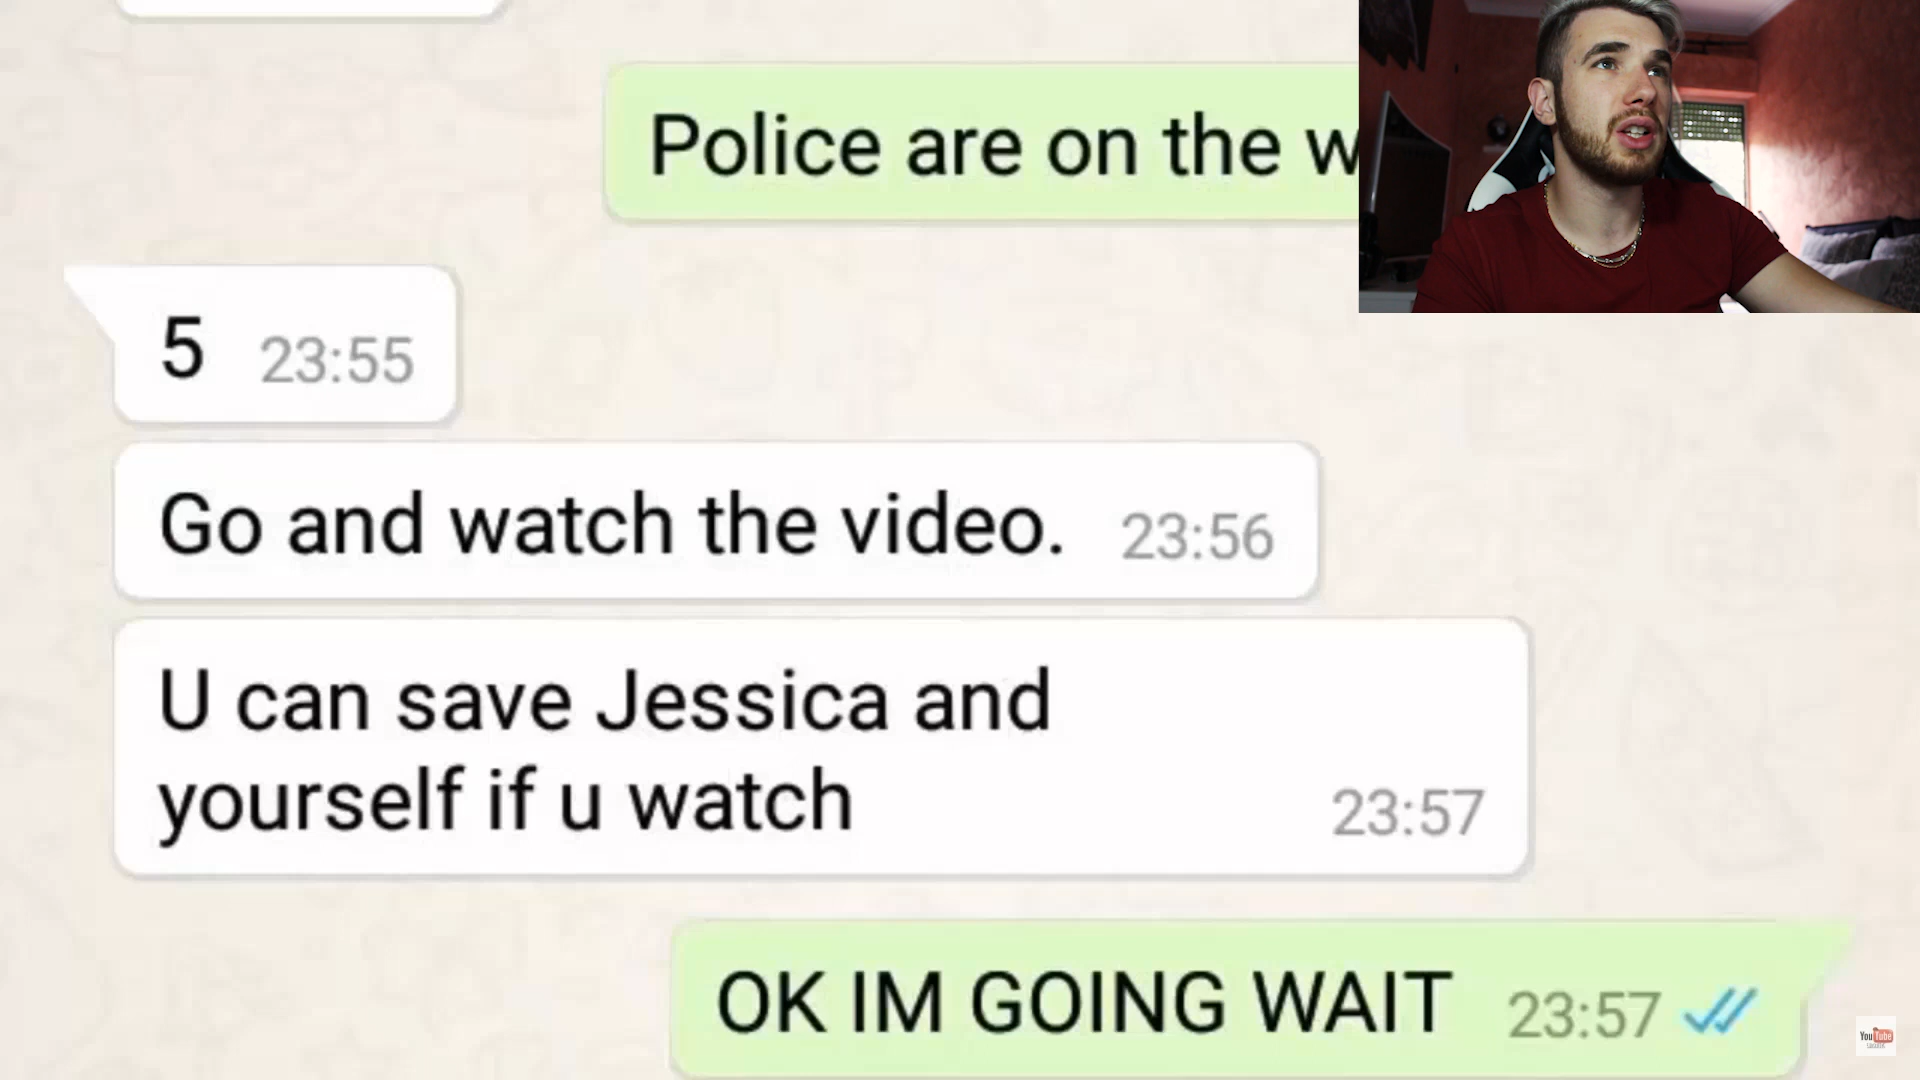 Police are on the w
5 23:55
Go and watch the video. 23:56
U can save Jessica and
yourself if u watch 23:57
OK IM GOING WAIT 23:57
YouTube